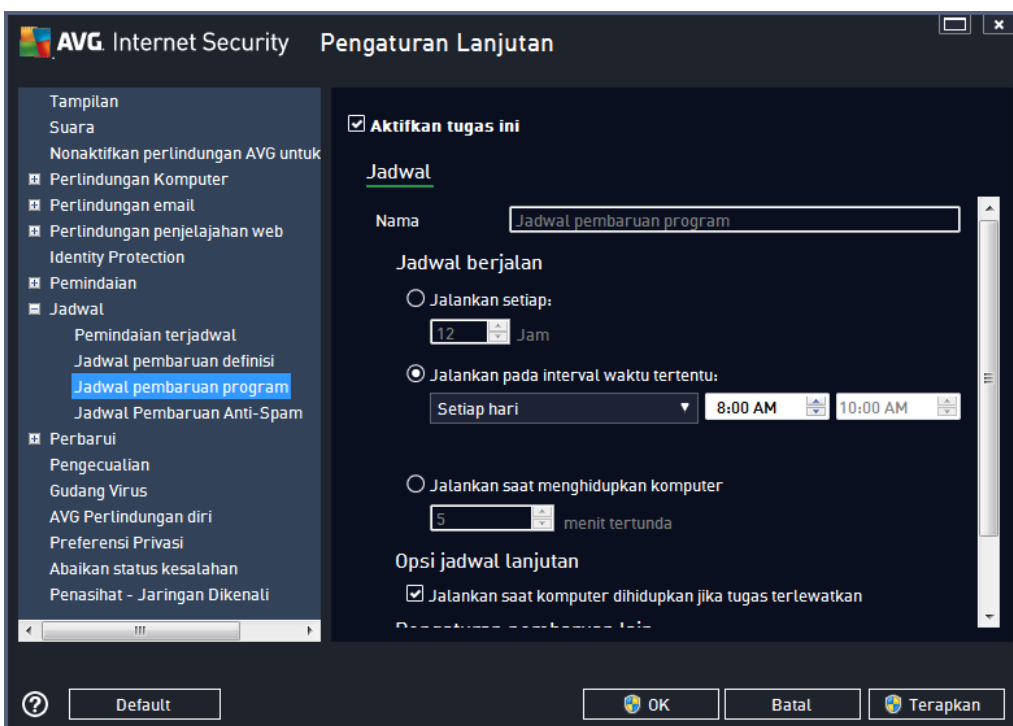 AVG. Internet Security Pengaturan Lanjutan
Tampilan
Suara
Nonaktifkan perlindungan AVG untuk
Perlindungan Komputer
Perlindungan email
Perlindungan penjelajahan web
Identity Protection
Pemindaian
Jadwal
Pemindaian terjadwal
Jadwal pembaruan definisi
Jadwal pembaruan program
Jadwal Pembaruan Anti-Spam
Perbarui
Pengecualian
Gudang Virus
AVG Perlindungan diri
Preferensi Privasi
Abaikan status kesalahan
Penasihat - Jaringan Dikenali
Aktifkan tugas ini
Jadwal
Nama Jadwal pembaruan program
Jadwal berjalan
Jalankan setiap:
12 Jam
Jalankan pada interval waktu tertentu:
Setiap hari 8:00 AM 10:00 AM
Jalankan saat menghidupkan komputer
5 menit tertunda
Opsi jadwal lanjutan
Jalankan saat komputer dihidupkan jika tugas terlewatkan
Pengaturan pembaruan lain
? Default OK Batal Terapkan